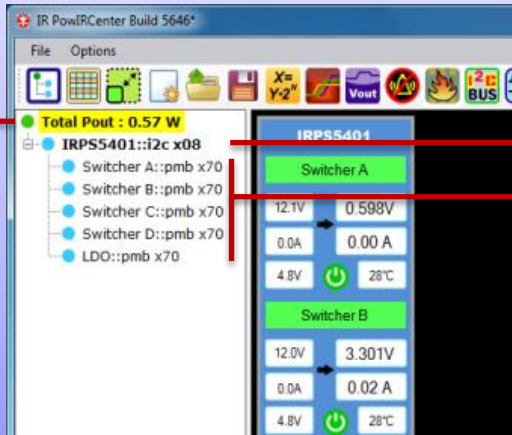 IR PowIRCenter Build 5646*
File Options
X=
Y·2ⁿ
Vout
I2C
BUS
Total Pout : 0.57 W
IRPS5401::i2c x08
Switcher A::pmb x70
Switcher B::pmb x70
Switcher C::pmb x70
Switcher D::pmb x70
LDO::pmb x70
IRPS5401
Switcher A
12.1V 0.598V
0.0A 0.00 A
4.8V 28°C
Switcher B
12.0V 3.301V
0.0A 0.02 A
4.8V 28°C